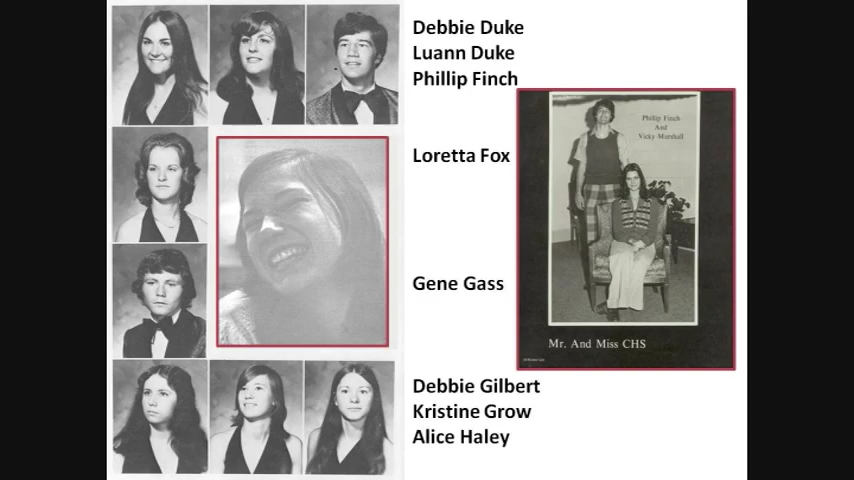 Debbie Duke
Luann Duke
Phillip Finch
Phillip Finch
And
Vicky Marshall
Loretta Fox
Gene Gass
Mr. And Miss CHS
Debbie Gilbert
Kristine Grow
Alice Haley